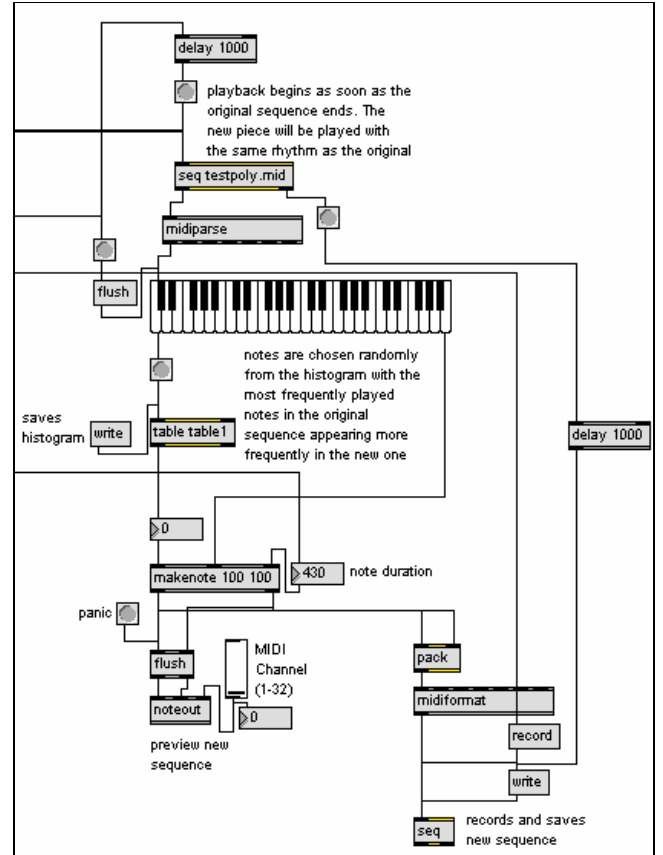 delay 1000
playback begins as soon as the
original sequence ends. The
new piece will be played with
the same rhythm as the original
seq testpoly.mid
midiparse
flush
notes are chosen randomly
from the histogram with the
most frequently played
notes in the original
sequence appearing more
frequently in the new one
saves
histogram
write
table table1
delay 1000
0
makenote 100 100
430
note duration
panic
flush
MIDI
Channel
(1-32)
noteout
0
preview new
sequence
pack
midiformat
record
write
seq
records and saves
new sequence